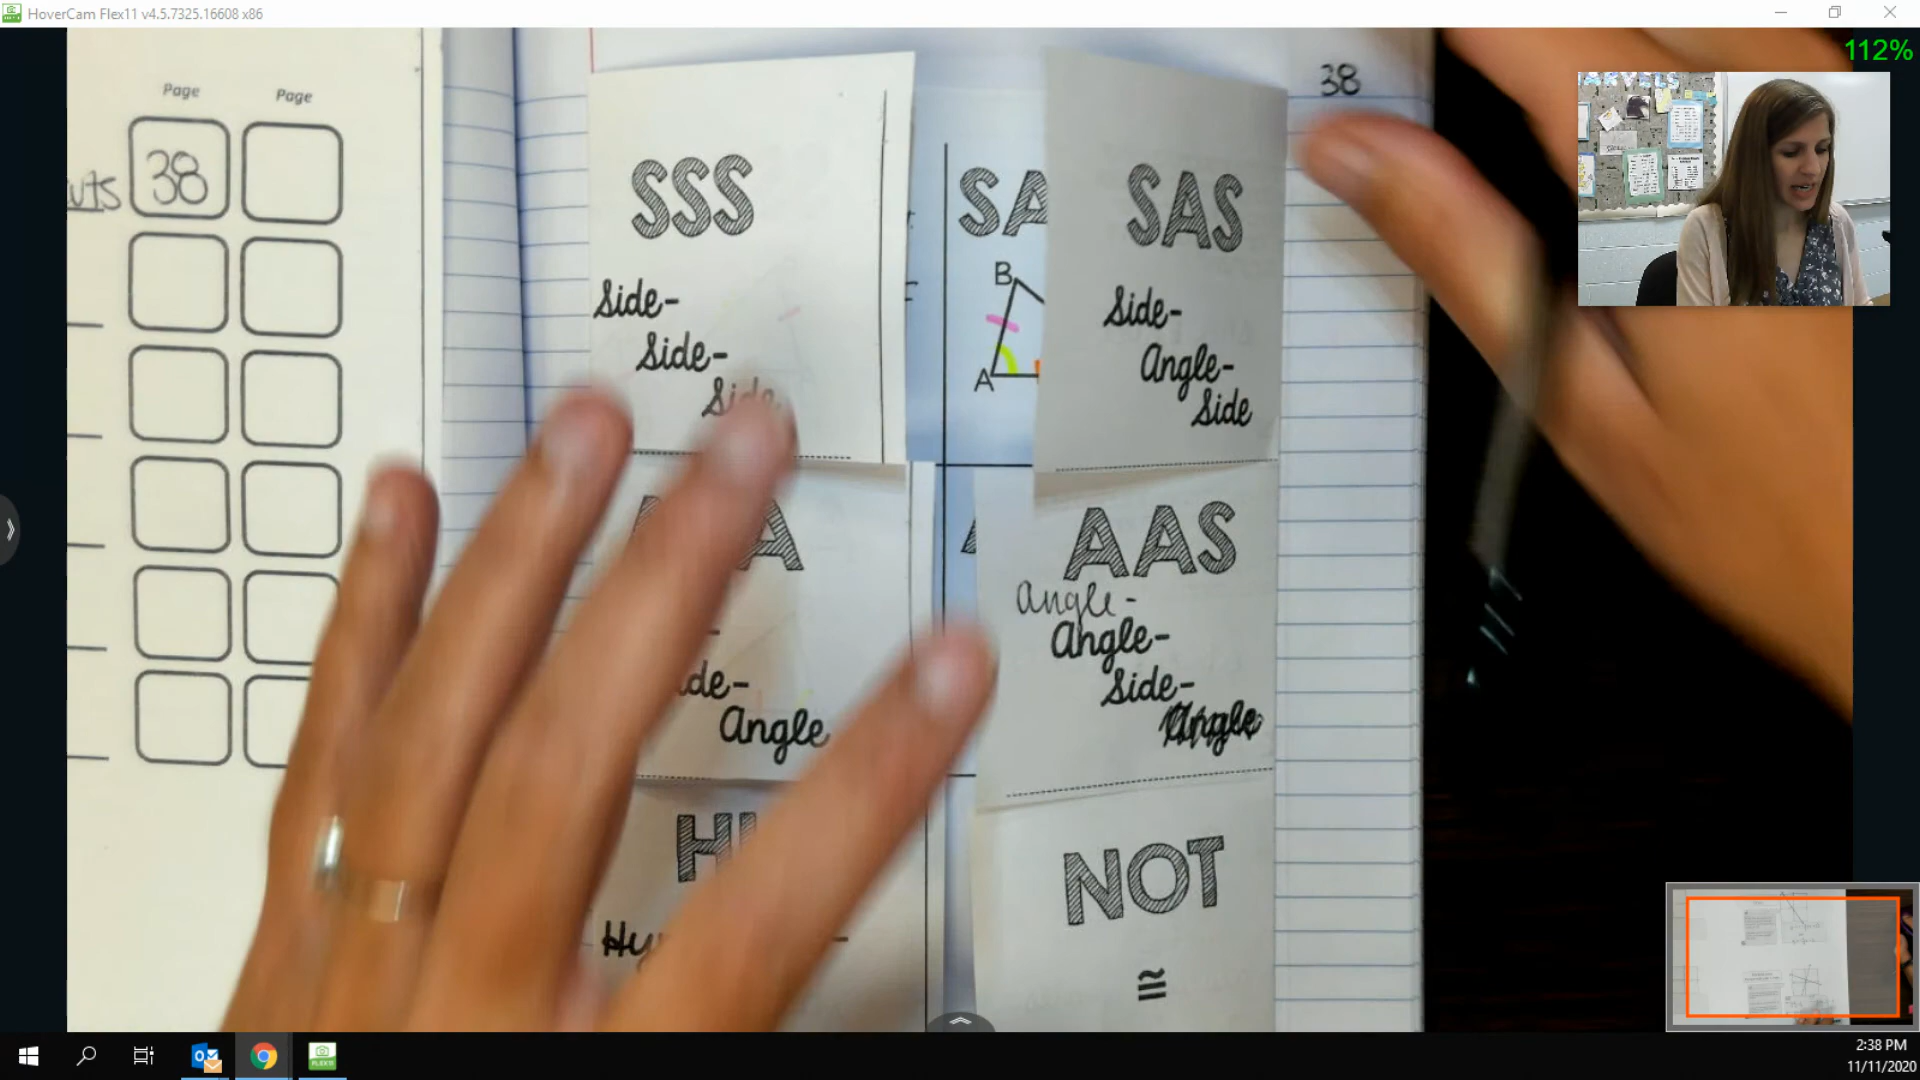 HoverCam Flex11 v4.5.7325.16608 x86
112%
Page
Page
38
38
SSS
Side-
Side-
Side
SA
B
A
SAS
Side-
Angle-
Side
A
Angle
AAS
Angle-
Angle-
Side-
Angle
NOT
≅
2:38 PM
11/11/2020